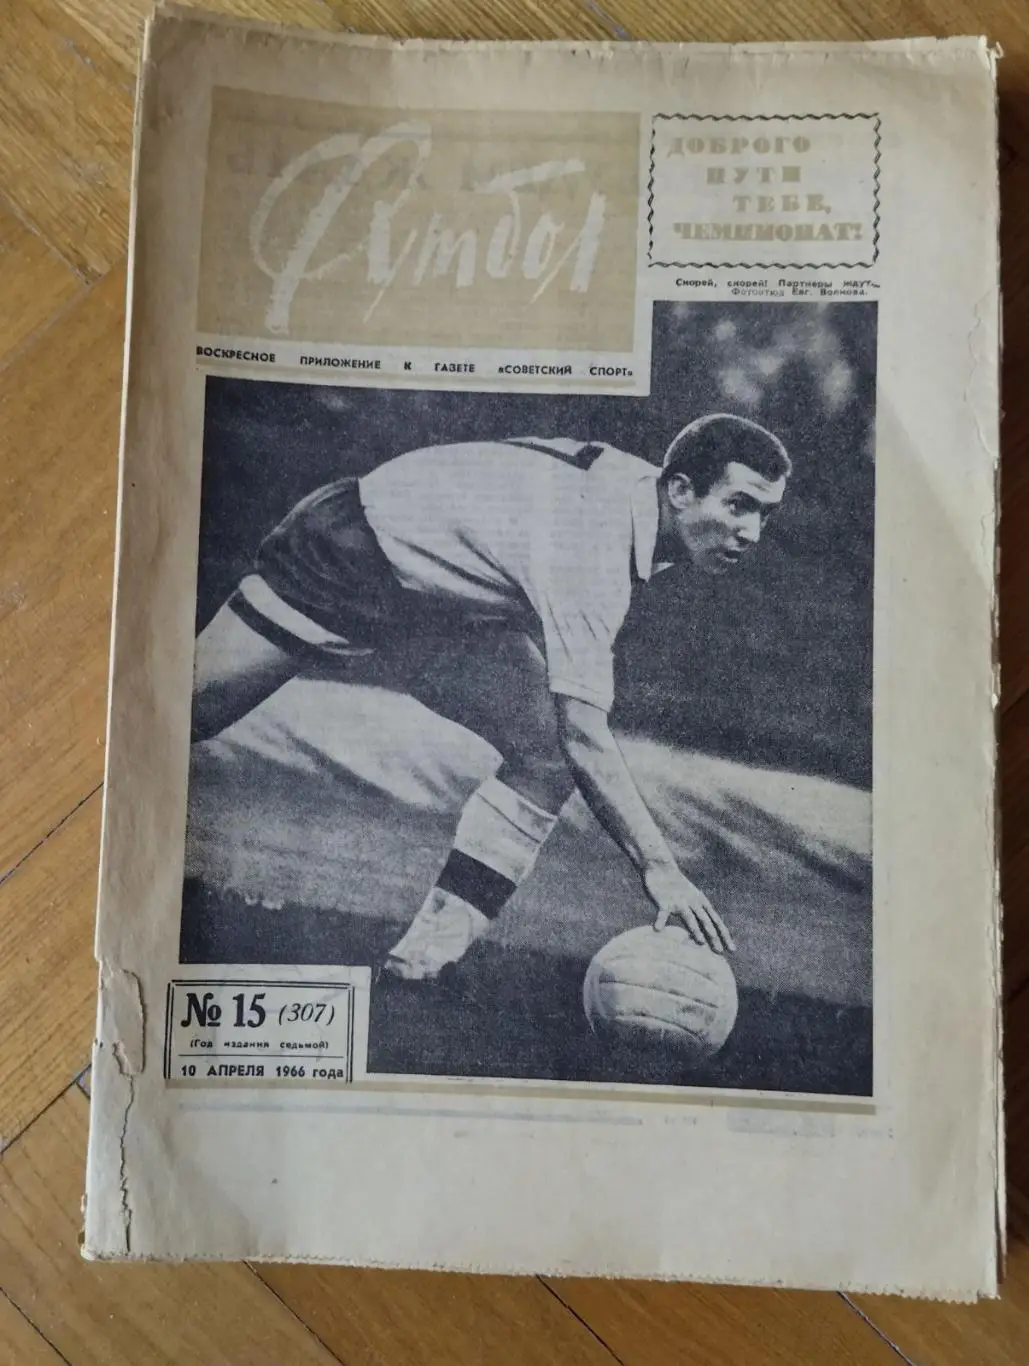 Футбол
ДОБРОГО
ПУТИ
ТЕБЕ,
ЧЕМПИОНАТ!
Скорей, скорей! Партнеры ждут...
Фотоэтюд Евг. Волкова.
ВОСКРЕСНОЕ ПРИЛОЖЕНИЕ К ГАЗЕТЕ «СОВЕТСКИЙ СПОРТ»
№ 15 (307)
(Год издания седьмой)
10 АПРЕЛЯ 1966 года